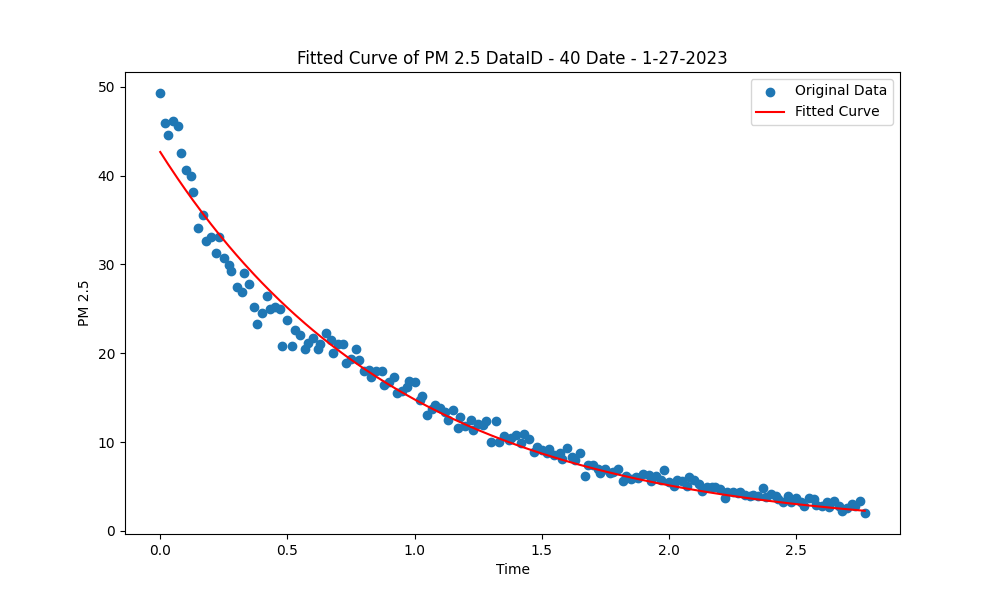 Fitted Curve of PM 2.5 DataID - 40 Date - 1-27-2023
Original Data
Fitted Curve
50
40
30
20
10
0
PM 2.5
0.0 0.5 1.0 1.5 2.0 2.5
Time